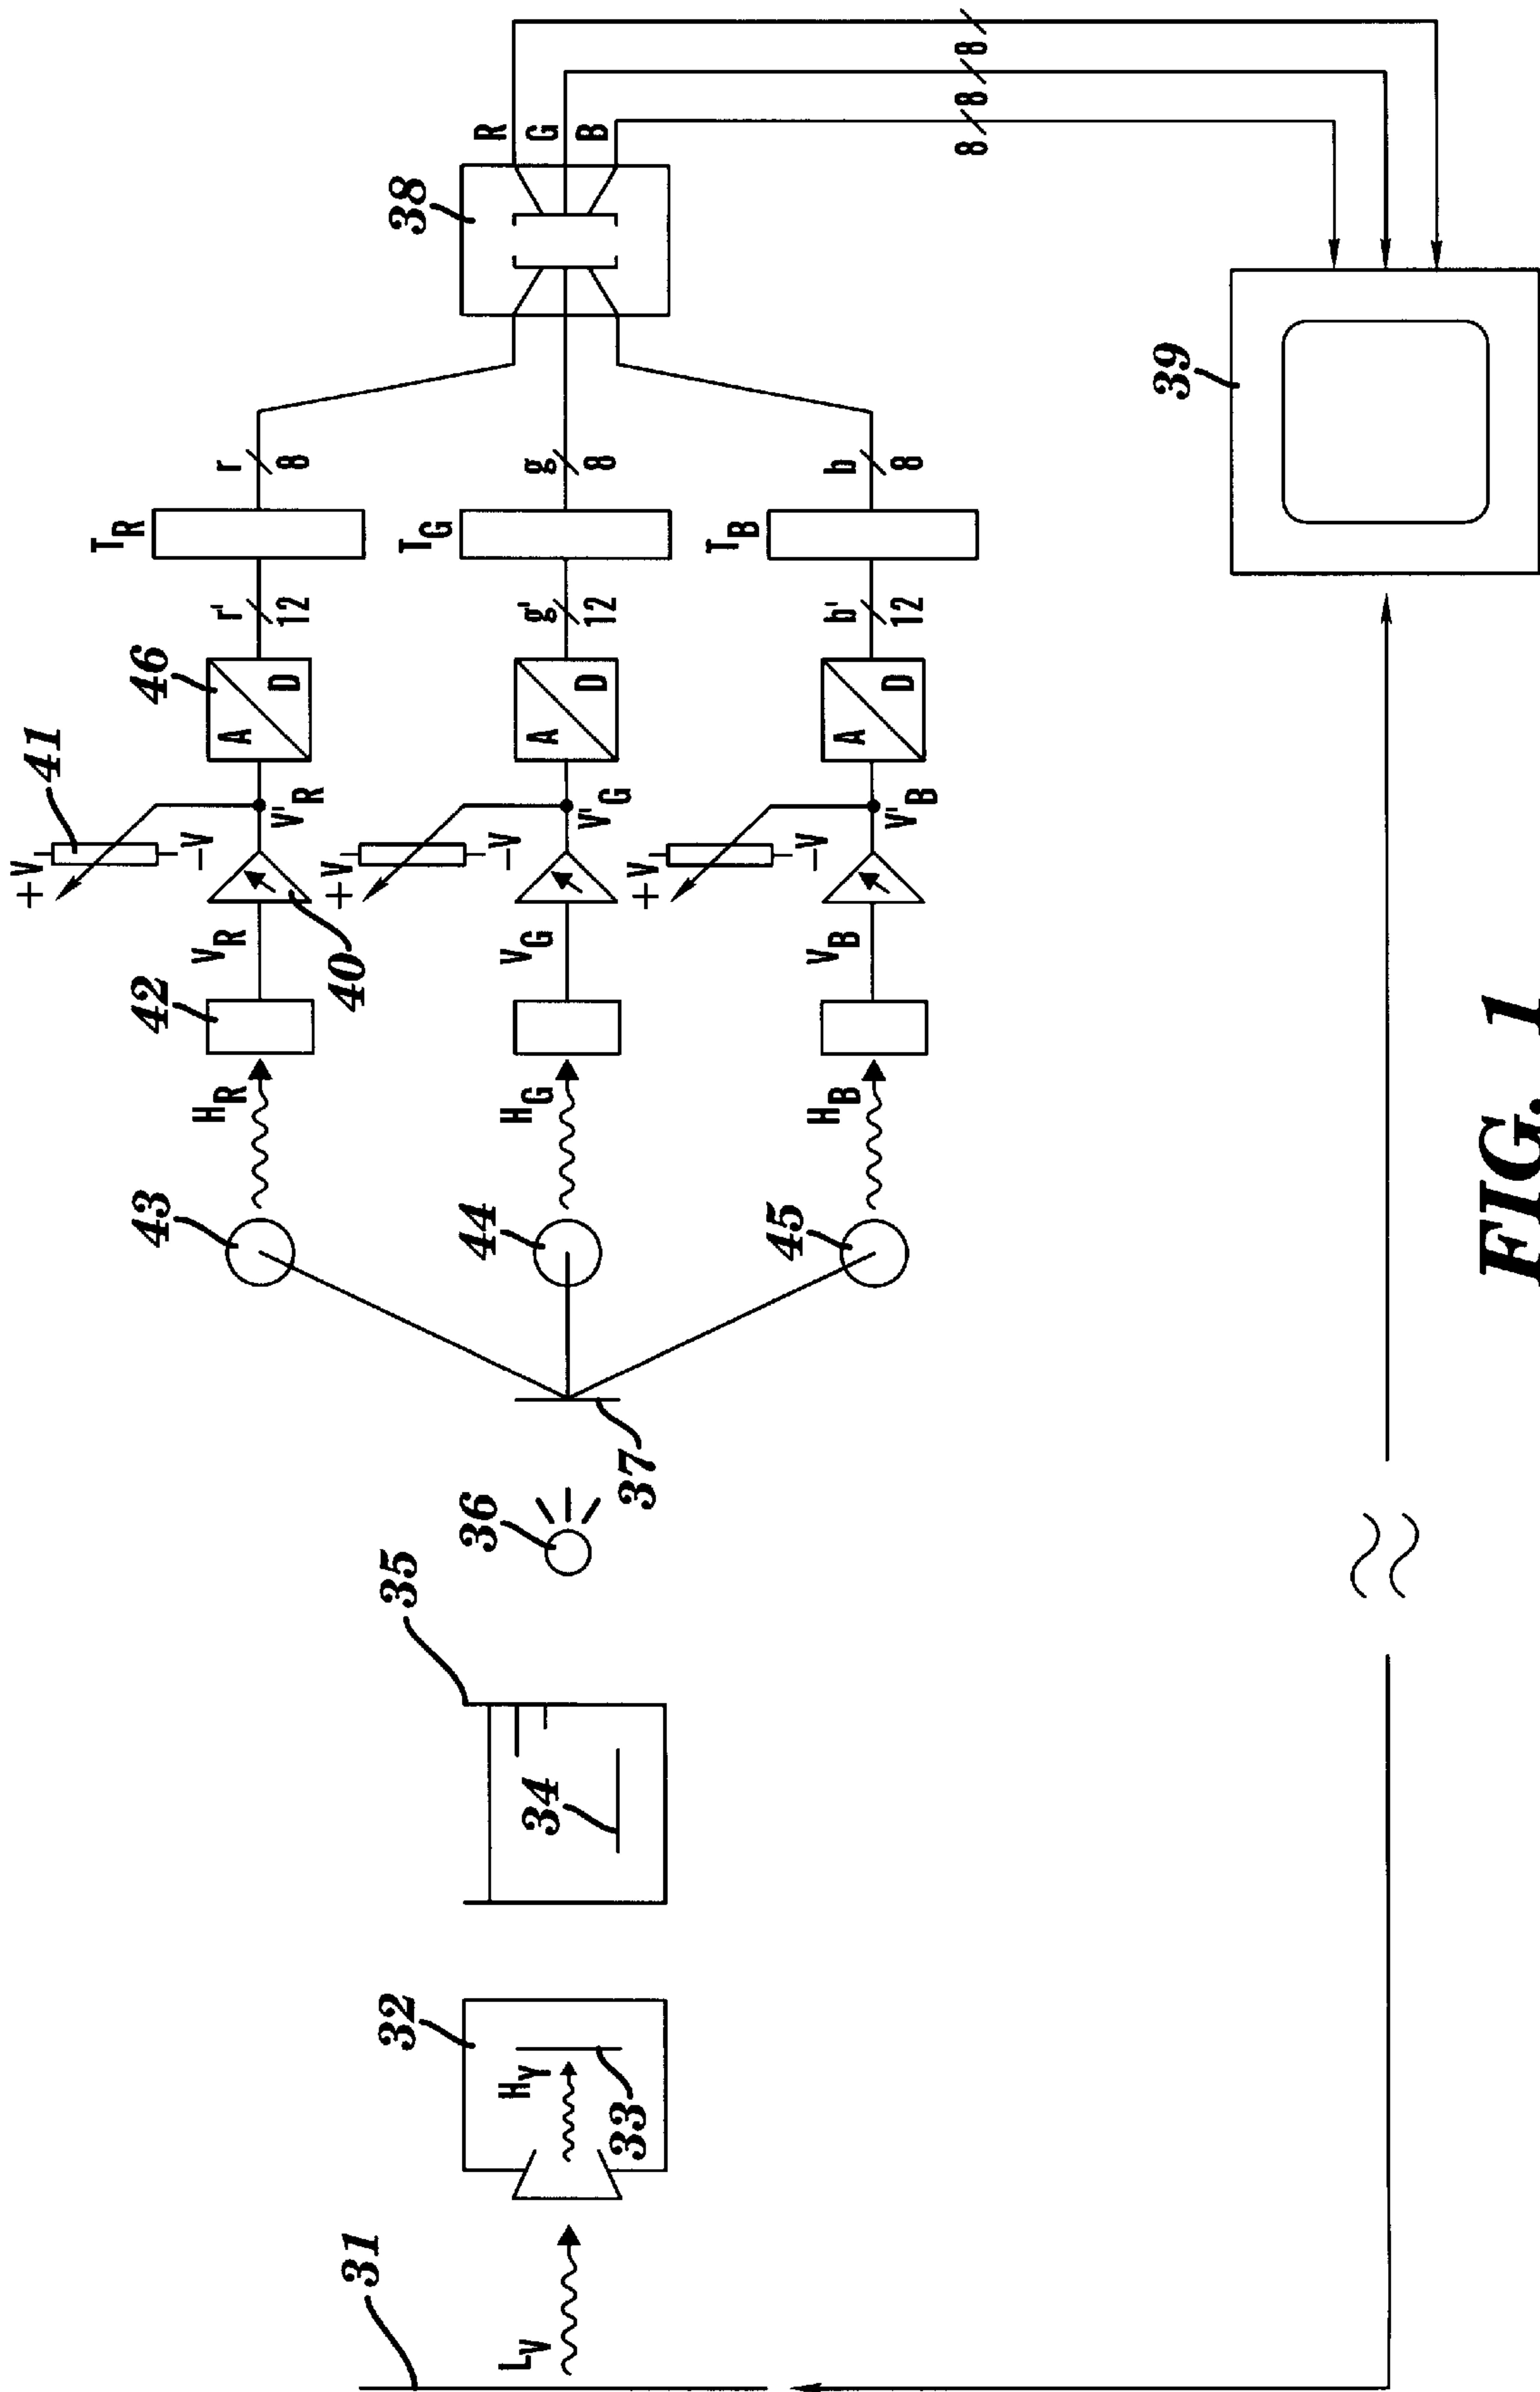 31
L_V
32
H_Y
33
34
35
36
37
43
44
45
H_R
H_G
H_B
42
V_R
V_G
V_B
40
41
+V
-V
+V
-V
+V
-V
V'_R
V'_G
V'_B
46
A
D
A
D
A
D
r'
12
g'
12
b'
12
T_R
T_G
T_B
r
8
g
8
b
8
38
R
G
B
8
8
8
39
FIG. 1